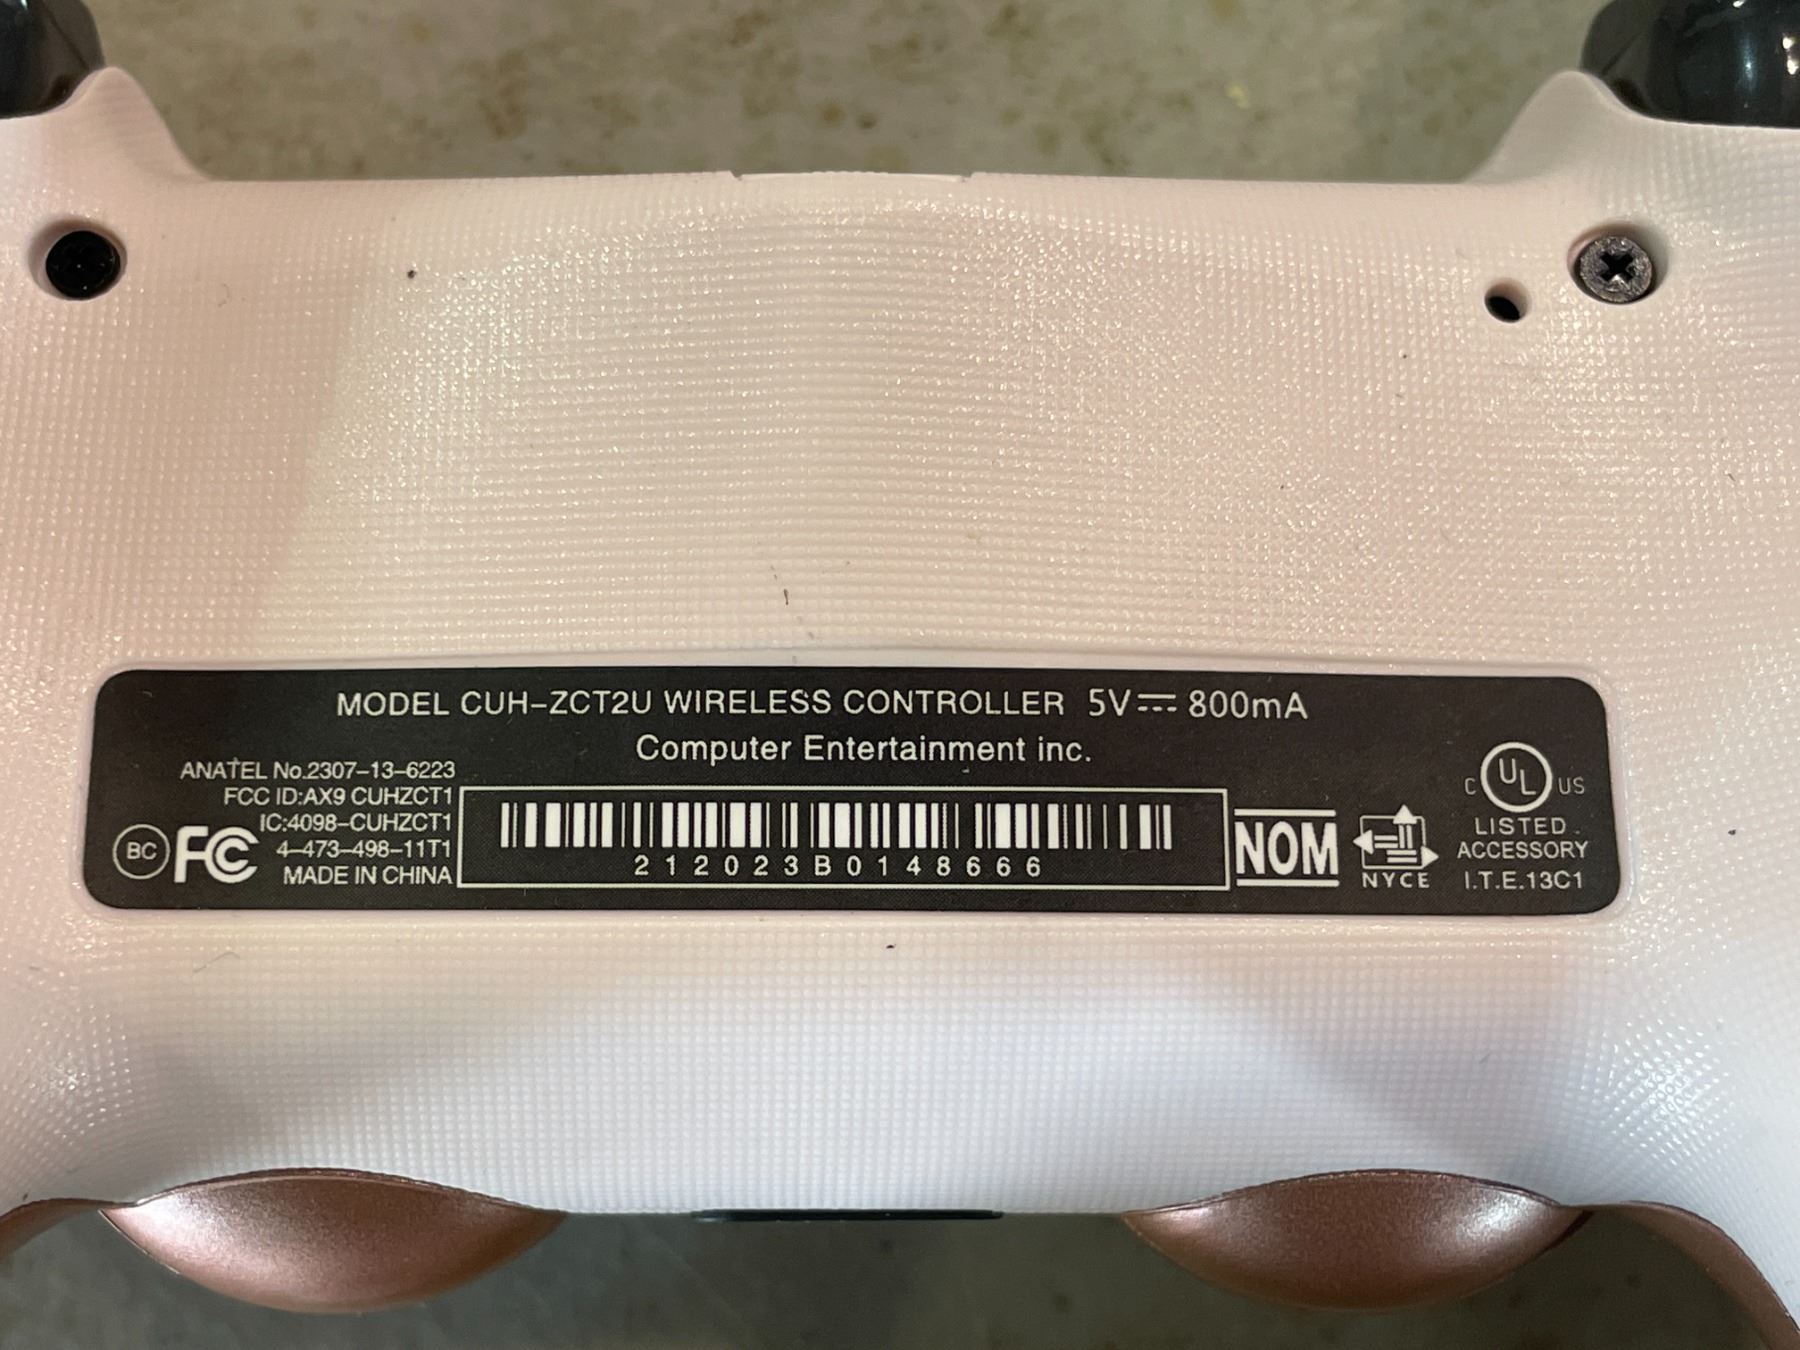 MODEL CUH-ZCT2U WIRELESS CONTROLLER 5V⎓800mA
Computer Entertainment inc.
ANATEL No.2307-13-6223
FCC ID:AX9 CUHZCT1
IC:4098-CUHZCT1
4-473-498-11T1
MADE IN CHINA
BC FC
212023B0148666
NOM
NYCE
C UL US
LISTED
ACCESSORY
I.T.E.13C1